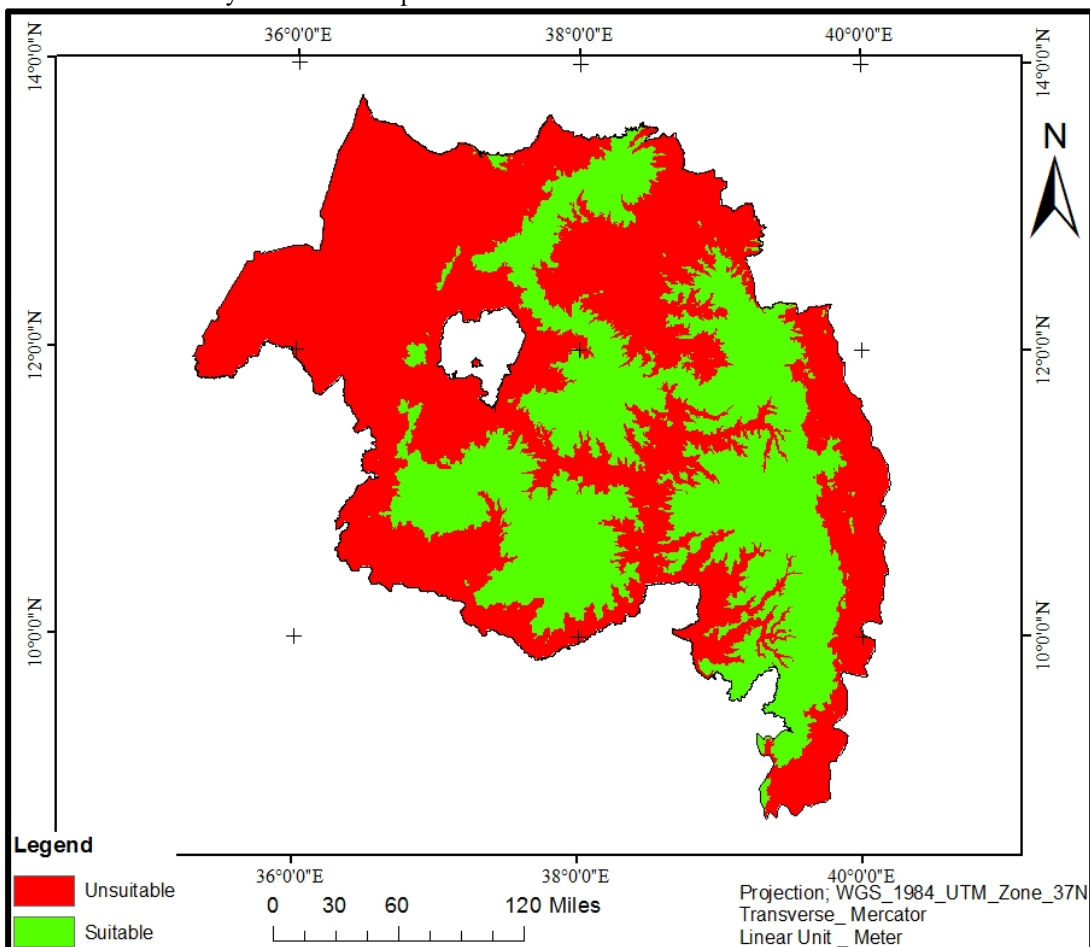 36°0'0"E 38°0'0"E 40°0'0"E
14°0'0"N 14°0'0"N
N
12°0'0"N 12°0'0"N
10°0'0"N 10°0'0"N
Legend
36°0'0"E 38°0'0"E 40°0'0"E
Unsuitable
Suitable
0 30 60 120 Miles
Projection; WGS_1984_UTM_Zone_37N
Transverse_ Mercator
Linear Unit _ Meter